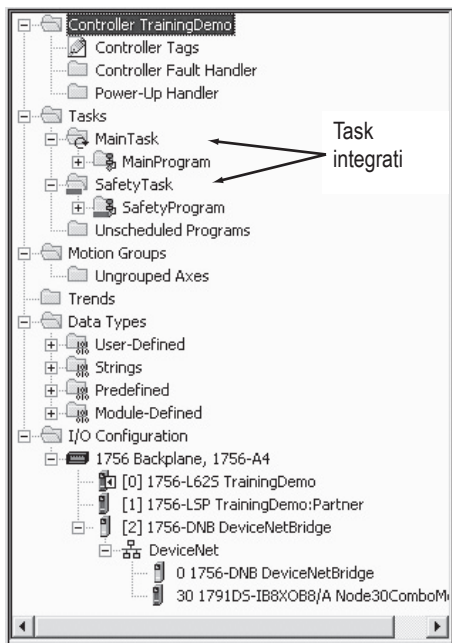 Controller TrainingDemo
Controller Tags
Controller Fault Handler
Power-Up Handler
Tasks
MainTask
MainProgram
SafetyTask
SafetyProgram
Unscheduled Programs
Task
integrati
Motion Groups
Ungrouped Axes
Trends
Data Types
User-Defined
Strings
Predefined
Module-Defined
I/O Configuration
1756 Backplane, 1756-A4
[0] 1756-L62S TrainingDemo
[1] 1756-LSP TrainingDemo:Partner
[2] 1756-DNB DeviceNetBridge
DeviceNet
0 1756-DNB DeviceNetBridge
30 1791DS-IB8XOB8/A Node30ComboM